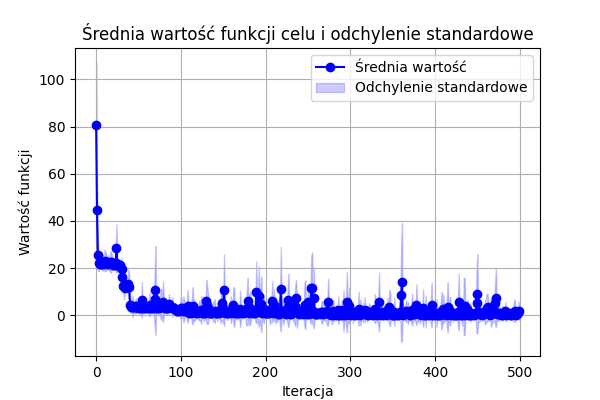 Średnia wartość funkcji celu i odchylenie standardowe
Średnia wartość
Odchylenie standardowe
Wartość funkcji
100
80
60
40
20
0
0 100 200 300 400 500
Iteracja